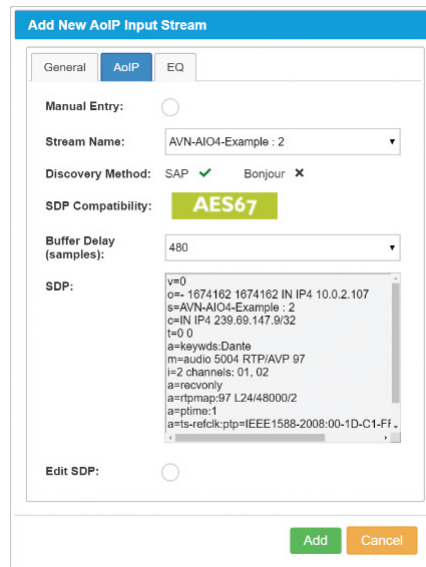 Add New AoIP Input Stream
General AoIP EQ
Manual Entry:
Stream Name: AVN-AIO4-Example : 2
Discovery Method: SAP ✔ Bonjour ✖
SDP Compatibility: AES67
Buffer Delay
(samples): 480
SDP:
v=0
o=- 1674162 1674162 IN IP4 10.0.2.107
s=AVN-AIO4-Example : 2
c=IN IP4 239.69.147.9/32
t=0 0
a=keywds:Dante
m=audio 5004 RTP/AVP 97
i=2 channels: 01, 02
a=recvonly
a=rtpmap:97 L24/48000/2
a=ptime:1
a=ts-refclk:ptp=IEEE1588-2008:00-1D-C1-FF
Edit SDP:
Add Cancel